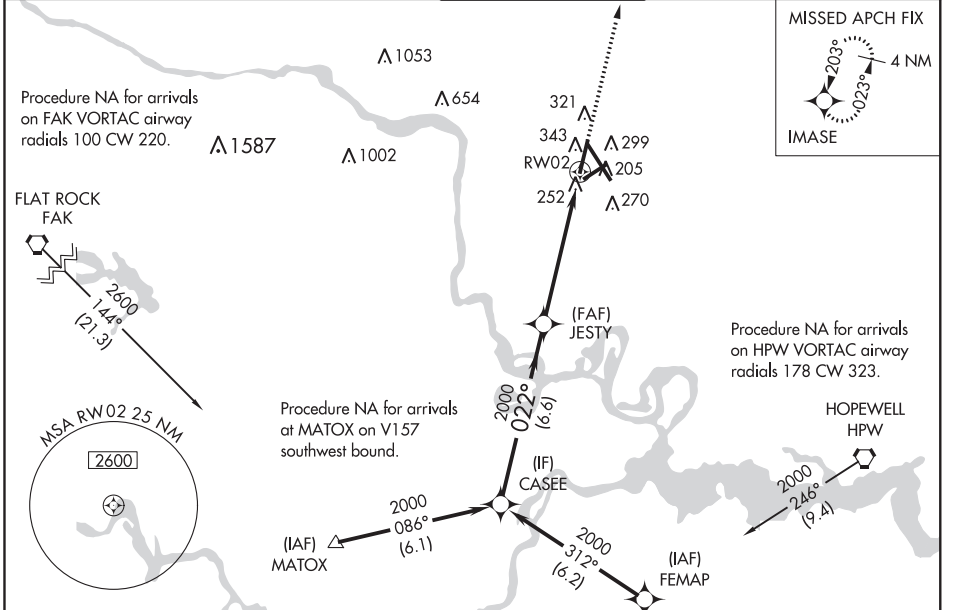 MISSED APCH FIX
203°
4 NM
023°
IMASE
1053
654
Procedure NA for arrivals
on FAK VORTAC airway
radials 100 CW 220.
1587
1002
321
343
299
RW02
205
252
270
FLAT ROCK
FAK
2600
144°
(21.3)
(FAF)
JESTY
Procedure NA for arrivals
on HPW VORTAC airway
radials 178 CW 323.
2000
022°
(6.6)
Procedure NA for arrivals
at MATOX on V157
southwest bound.
HOPEWELL
HPW
2000
246°
(9.4)
MSA RW02 25 NM
2600
(IF)
CASEE
2000
086°
(6.1)
(IAF)
MATOX
2000
312°
(6.2)
(IAF)
FEMAP